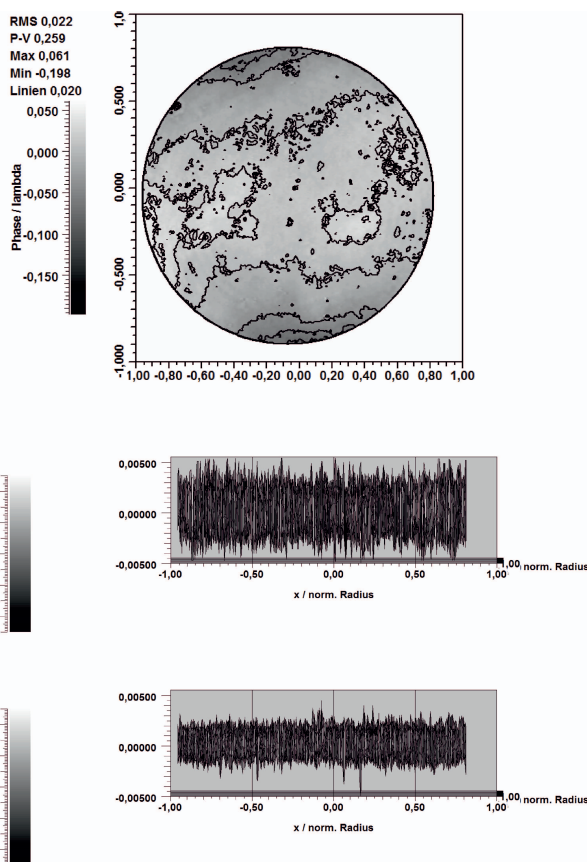 RMS 0,022
P-V 0,259
Max 0,061
Min -0,198
Linien 0,020
0,050
0,000
-0,050
-0,100
-0,150
Phase / lambda
1,0
0,500
0,000
-0,500
-1,000
-1,00 -0,80 -0,60 -0,40 -0,20 0,00 0,20 0,40 0,60 0,80 1,00
0,00500
0,00000
-0,00500
-1,00 -0,50 0,00 0,50 1,00
1,00 norm. Radius
x / norm. Radius
0,00500
0,00000
-0,00500
-1,00 -0,50 0,00 0,50 1,00
1,00 norm. Radius
x / norm. Radius